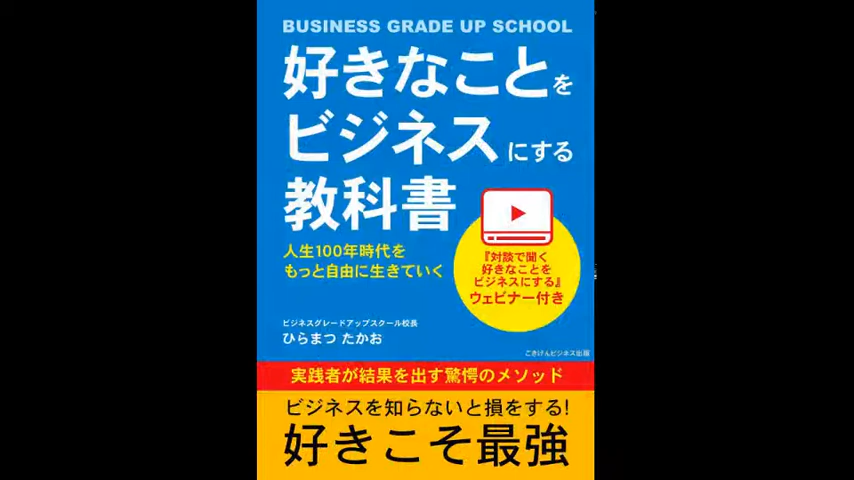 BUSINESS GRADE UP SCHOOL
好きなことを
ビジネスにする
教科書
人生100年時代を
もっと自由に生きていく
『対談で聞く
好きなことを
ビジネスにする』
ウェビナー付き
ビジネスグレードアップスクール校長
ひらまつ たかお
ごきげんビジネス出版
実践者が結果を出す驚愕のメソッド
ビジネスを知らないと損をする!
好きこそ最強